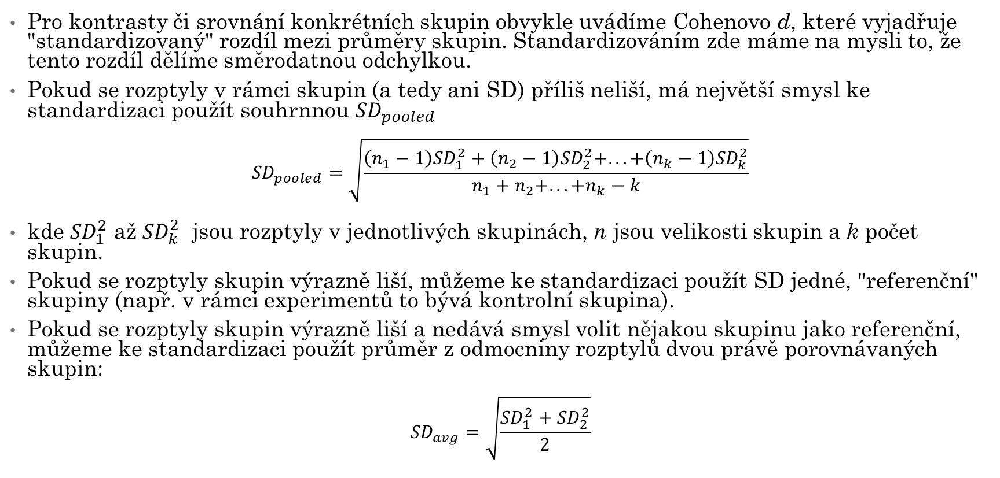 • Pro kontrasty či srovnání konkrétních skupin obvykle uvádíme Cohenovo d, které vyjadřuje
"standardizovaný" rozdíl mezi průměry skupin. Standardizováním zde máme na mysli to, že
tento rozdíl dělíme směrodatnou odchylkou.
• Pokud se rozptyly v rámci skupin (a tedy ani SD) příliš neliší, má největší smysl ke
standardizaci použít souhrnnou $SD_{pooled}$
$SD_{pooled} = \sqrt{\frac{(n_1 - 1)SD_1^2 + (n_2 - 1)SD_2^2 + ... + (n_k - 1)SD_k^2}{n_1 + n_2 + ... + n_k - k}}$
• kde $SD_1^2$ až $SD_k^2$ jsou rozptyly v jednotlivých skupinách, n jsou velikosti skupin a k počet
skupin.
• Pokud se rozptyly skupin výrazně liší, můžeme ke standardizaci použít SD jedné, "referenční"
skupiny (např. v rámci experimentů to bývá kontrolní skupina).
• Pokud se rozptyly skupin výrazně liší a nedává smysl volit nějakou skupinu jako referenční,
můžeme ke standardizaci použít průměr z odmocniny rozptylů dvou právě porovnávaných
skupin:
$SD_{avg} = \sqrt{\frac{SD_1^2 + SD_2^2}{2}}$